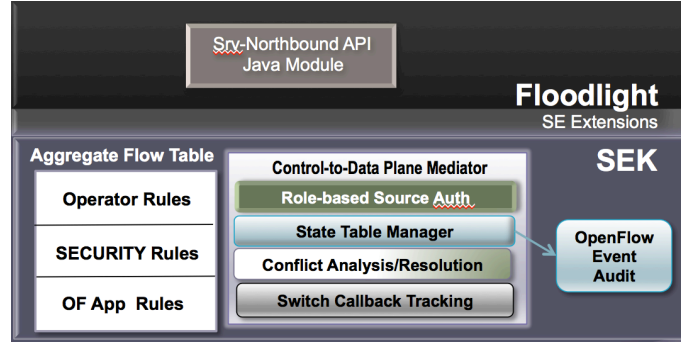 Srv-Northbound API
Java Module
Floodlight
SE Extensions
SEK
Aggregate Flow Table
Operator Rules
SECURITY Rules
OF App Rules
Control-to-Data Plane Mediator
Role-based Source Auth
State Table Manager
Conflict Analysis/Resolution
Switch Callback Tracking
OpenFlow
Event
Audit